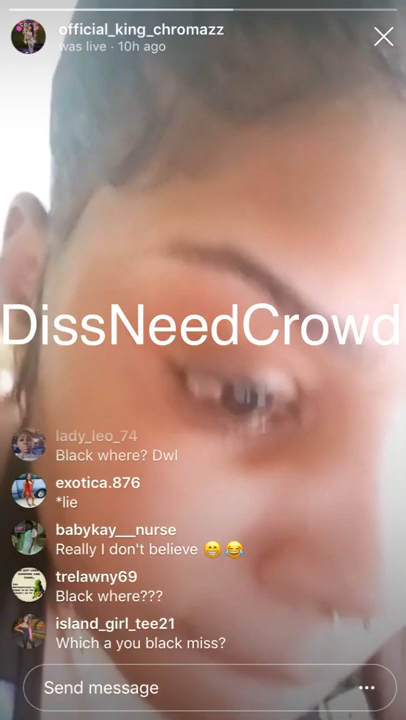 official_king_chromazz
was live · 10h ago
DissNeedCrowd
lady_leo_74
Black where? Dwl
exotica.876
*lie
babykay__nurse
Really I don't believe 😁😂
trelawny69
Black where???
island_girl_tee21
Which a you black miss?
Send message